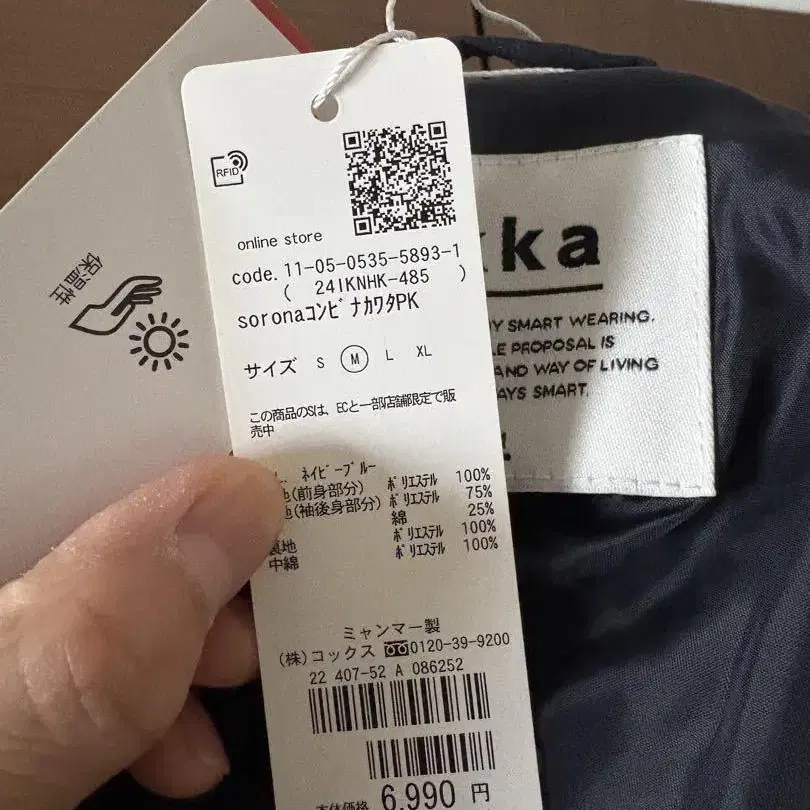 保温性
RFID
online store
code. 11-05-0535-5893-1
( 24IKNHK-485 )
soronaｺﾝﾋﾞﾅｶﾜﾀPK
サイズ S M L XL
この商品のSは、ECと一部店舗限定で販
売中
ﾈｲﾋﾞｰﾌﾞﾙｰ
(前身部分) ﾎﾟﾘｴｽﾃﾙ 100%
(袖後身部分) ﾎﾟﾘｴｽﾃﾙ 75%
綿 25%
裏地 ﾎﾟﾘｴｽﾃﾙ 100%
中綿 ﾎﾟﾘｴｽﾃﾙ 100%
ミャンマー製
(株)コックス 0120-39-9200
22 407-52 A 086252
本体価格 6,990 円
ka
SMART WEARING.
PROPOSAL IS
AND WAY OF LIVING
SMART.